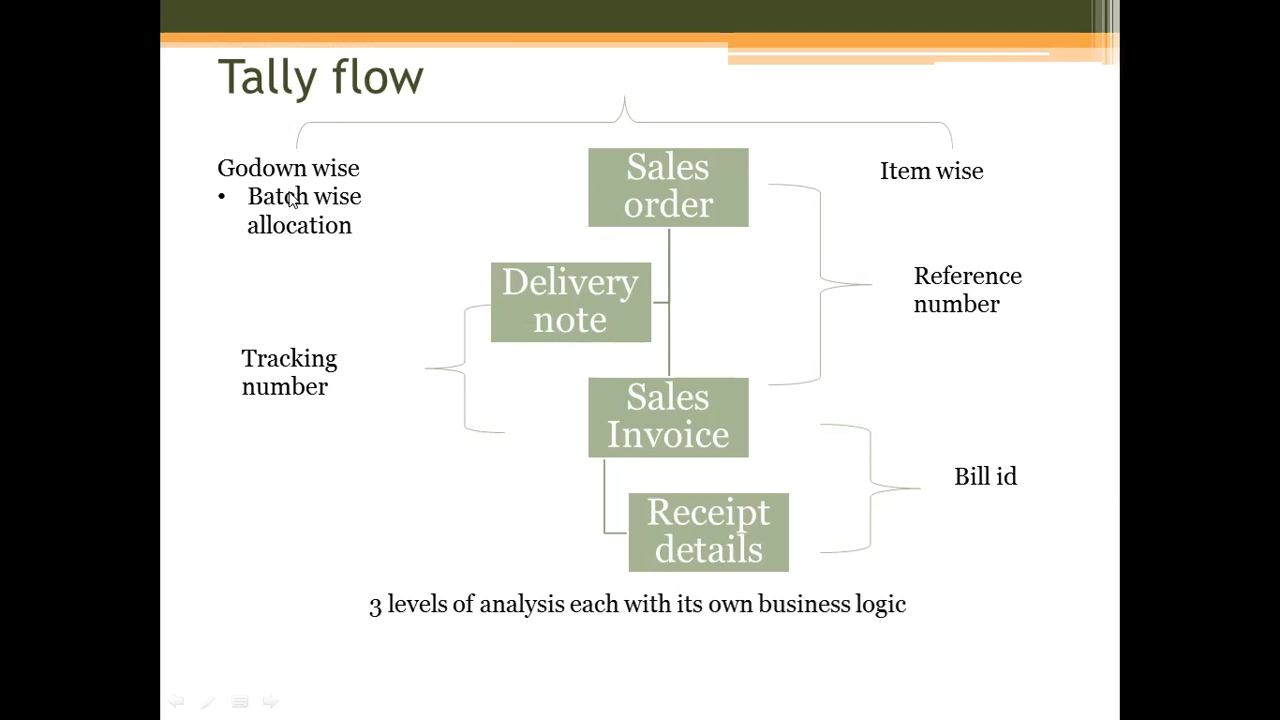 Tally flow
Godown wise
• Batch wise
allocation
Sales
order
Item wise
Delivery
note
Reference
number
Tracking
number
Sales
Invoice
Bill id
Receipt
details
3 levels of analysis each with its own business logic